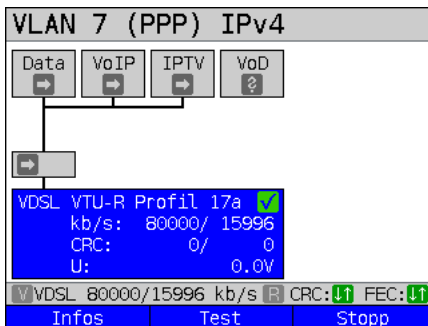 VLAN 7 (PPP) IPv4
Data VoIP IPTV VoD
?
VDSL VTU-R Profil 17a
kb/s: 80000/ 15996
CRC: 0/ 0
U: 0.0V
V VDSL 80000/15996 kb/s R CRC: FEC:
Infos Test Stopp